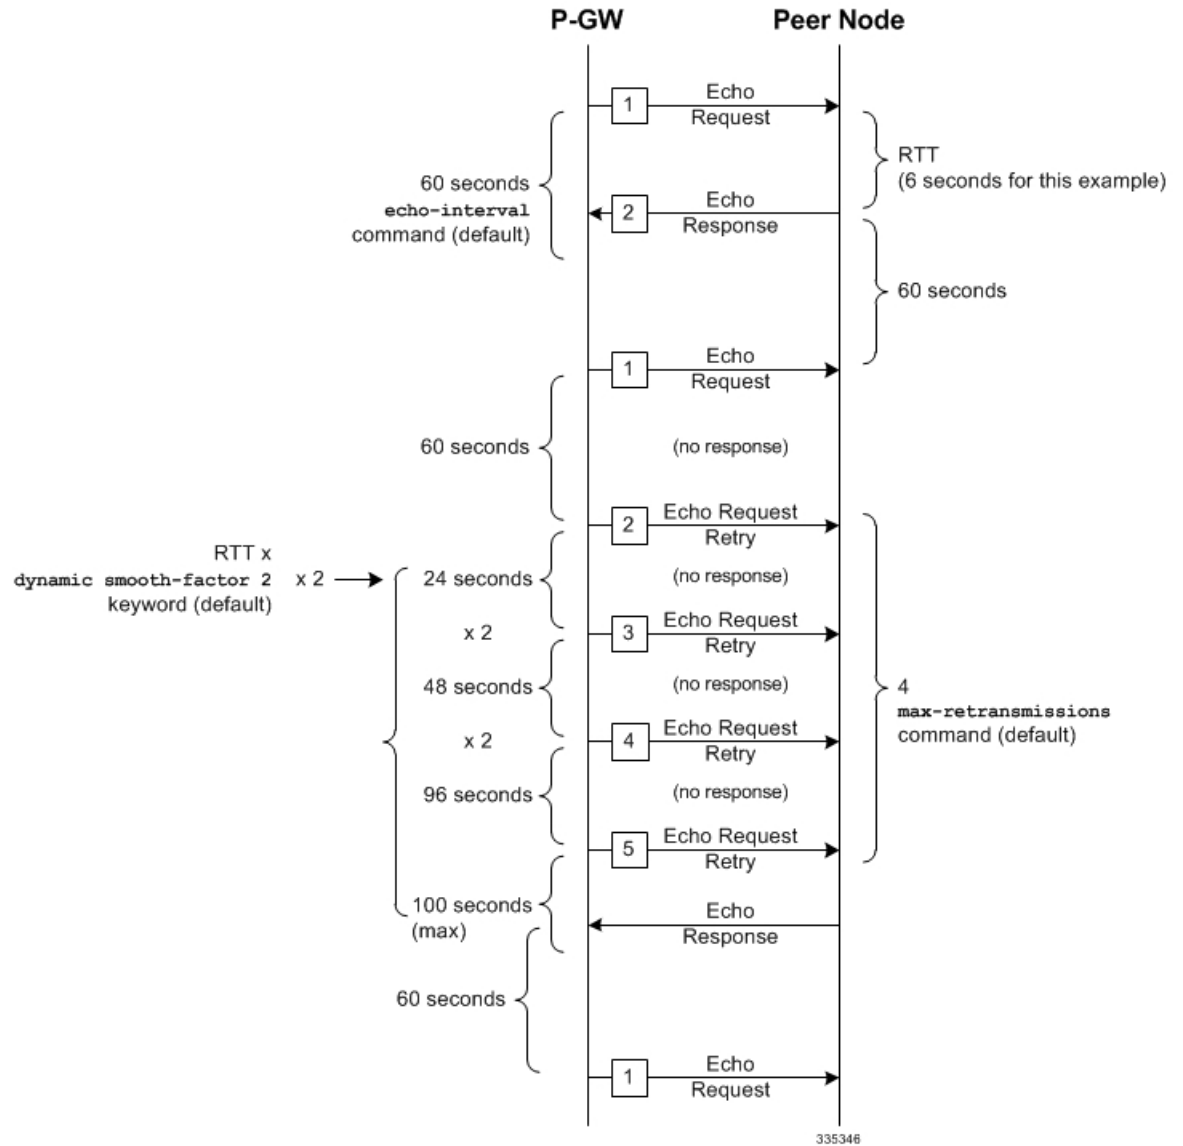 P-GW
Peer Node
1
Echo
Request
RTT
(6 seconds for this example)
60 seconds
echo-interval
command (default)
2
Echo
Response
60 seconds
1
Echo
Request
60 seconds
(no response)
2
Echo Request
Retry
RTT x
dynamic smooth-factor 2
keyword (default)
x 2
24 seconds
(no response)
x 2
3
Echo Request
Retry
48 seconds
(no response)
4
max-retransmissions
command (default)
x 2
4
Echo Request
Retry
96 seconds
(no response)
5
Echo Request
Retry
100 seconds
(max)
Echo
Response
60 seconds
1
Echo
Request
335346